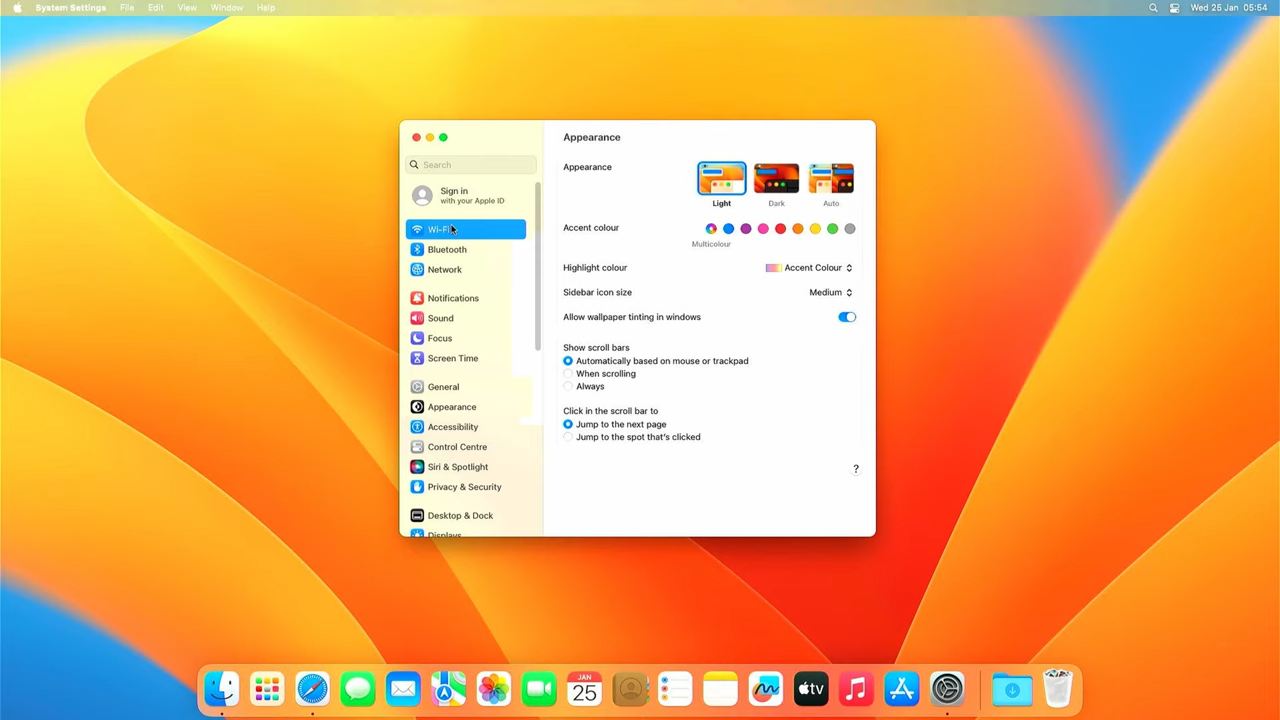 System Settings File Edit View Window Help Wed 25 Jan 05:54
Search
Sign in
with your Apple ID
Wi-Fi
Bluetooth
Network
Notifications
Sound
Focus
Screen Time
General
Appearance
Accessibility
Control Centre
Siri & Spotlight
Privacy & Security
Desktop & Dock
Displays
Appearance
Appearance
Light Dark Auto
Accent colour
Multicolour
Highlight colour Accent Colour
Sidebar icon size Medium
Allow wallpaper tinting in windows
Show scroll bars
Automatically based on mouse or trackpad
When scrolling
Always
Click in the scroll bar to
Jump to the next page
Jump to the spot that's clicked
?
JAN
25
tv